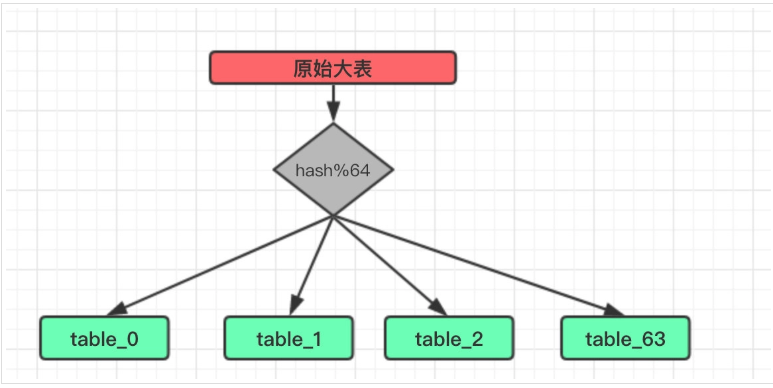 原始大表
hash%64
table_0
table_1
table_2
table_63